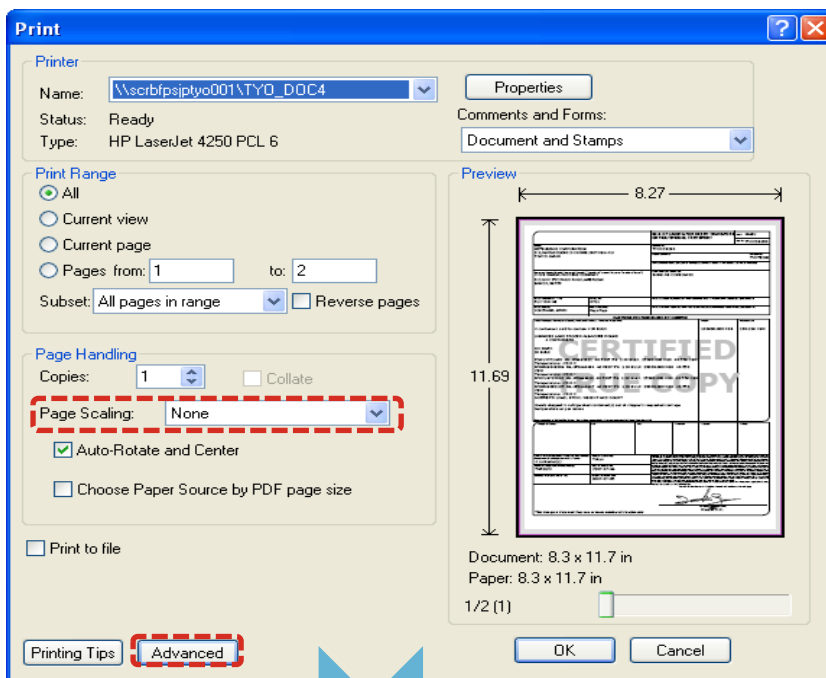 Print
Printer
Name: \\scrbfpsjptyo001\TYO_DOC4
Properties
Status: Ready
Comments and Forms:
Type: HP LaserJet 4250 PCL 6
Document and Stamps
Print Range
All
Current view
Current page
Pages from: 1 to: 2
Subset: All pages in range Reverse pages
Page Handling
Copies: 1 Collate
Page Scaling: None
Auto-Rotate and Center
Choose Paper Source by PDF page size
Print to file
Preview
8.27
11.69
CERTIFIED
TRUE COPY
Document: 8.3 x 11.7 in
Paper: 8.3 x 11.7 in
1/2 (1)
Printing Tips Advanced OK Cancel